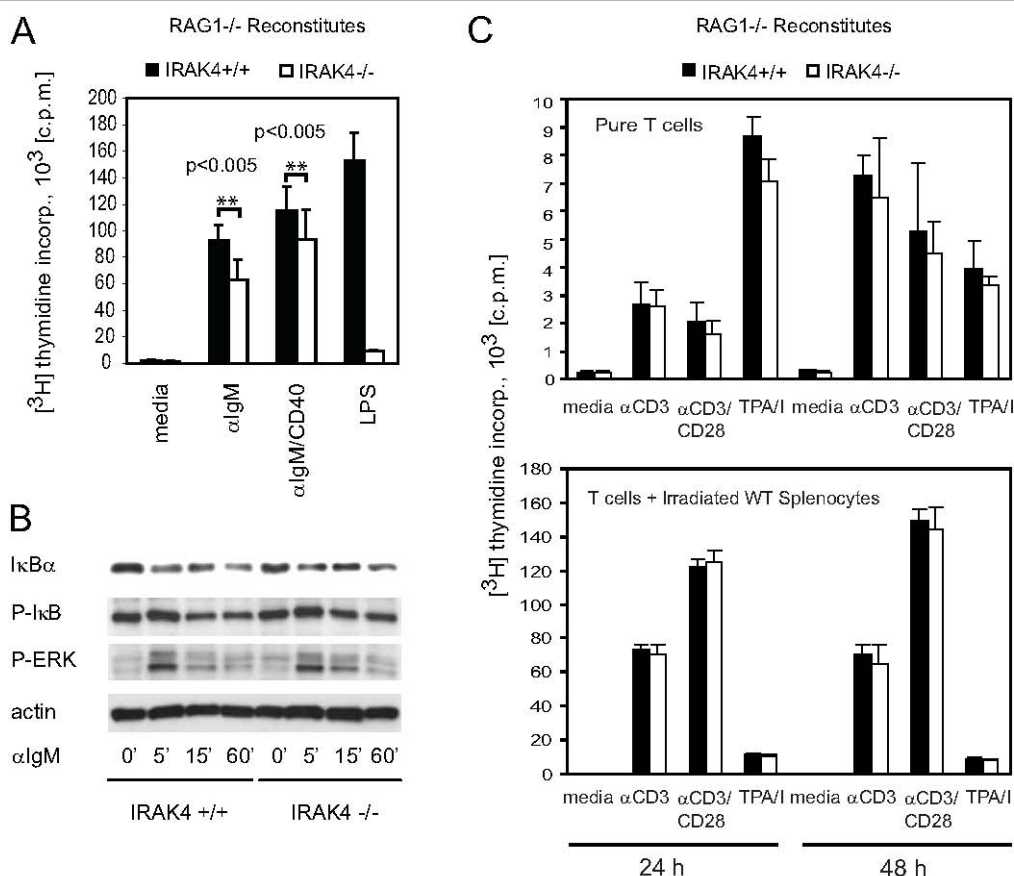 A
RAG1-/- Reconstitutes
IRAK4+/+ IRAK4-/-
[³H] thymidine incorp., 10³ [c.p.m.]
200
180
160
140
120
100
80
60
40
20
0
p<0.005
**
p<0.005
**
media
αIgM
αIgM/CD40
LPS
B
IκBα
P-IκB
P-ERK
actin
αIgM 0' 5' 15' 60' 0' 5' 15' 60'
IRAK4 +/+ IRAK4 -/-
C
RAG1-/- Reconstitutes
IRAK4+/+ IRAK4-/-
[³H] thymidine incorp., 10³ [c.p.m.]
10
9
8
7
6
5
4
3
2
1
0
Pure T cells
media αCD3 αCD3/ TPA/I media αCD3 αCD3/ TPA/I
CD28 CD28
180
160
140
120
100
80
60
40
20
0
T cells + Irradiated WT Splenocytes
media αCD3 αCD3/ TPA/I media αCD3 αCD3/ TPA/I
CD28 CD28
24 h 48 h